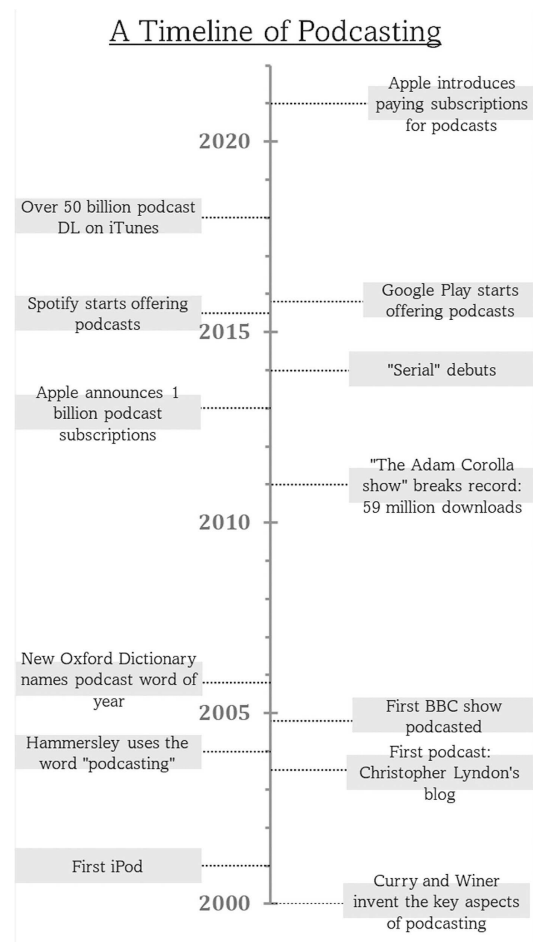 A Timeline of Podcasting
Apple introduces
paying subscriptions
for podcasts
2020
Over 50 billion podcast
DL on iTunes
Google Play starts
offering podcasts
Spotify starts offering
podcasts
2015
"Serial" debuts
Apple announces 1
billion podcast
subscriptions
"The Adam Corolla
show" breaks record:
59 million downloads
2010
New Oxford Dictionary
names podcast word of
year
2005
First BBC show
podcasted
Hammersley uses the
word "podcasting"
First podcast:
Christopher Lyndon's
blog
First iPod
2000
Curry and Winer
invent the key aspects
of podcasting